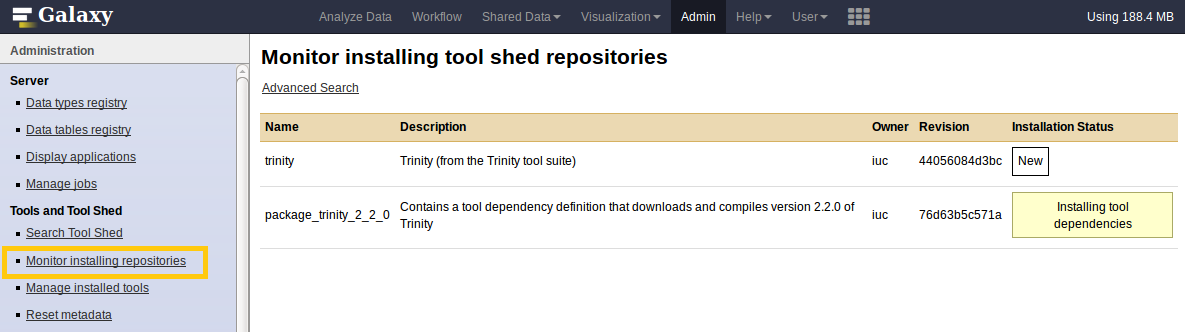 Galaxy
Analyze Data Workflow Shared Data Visualization Admin Help User Using 188.4 MB
Administration
Server
Data types registry
Data tables registry
Display applications
Manage jobs
Tools and Tool Shed
Search Tool Shed
Monitor installing repositories
Manage installed tools
Reset metadata
Monitor installing tool shed repositories
Advanced Search
Name Description Owner Revision Installation Status
trinity Trinity (from the Trinity tool suite) iuc 44056084d3bc New
package_trinity_2_2_0 Contains a tool dependency definition that downloads and compiles version 2.2.0 of
Trinity iuc 76d63b5c571a Installing tool
dependencies